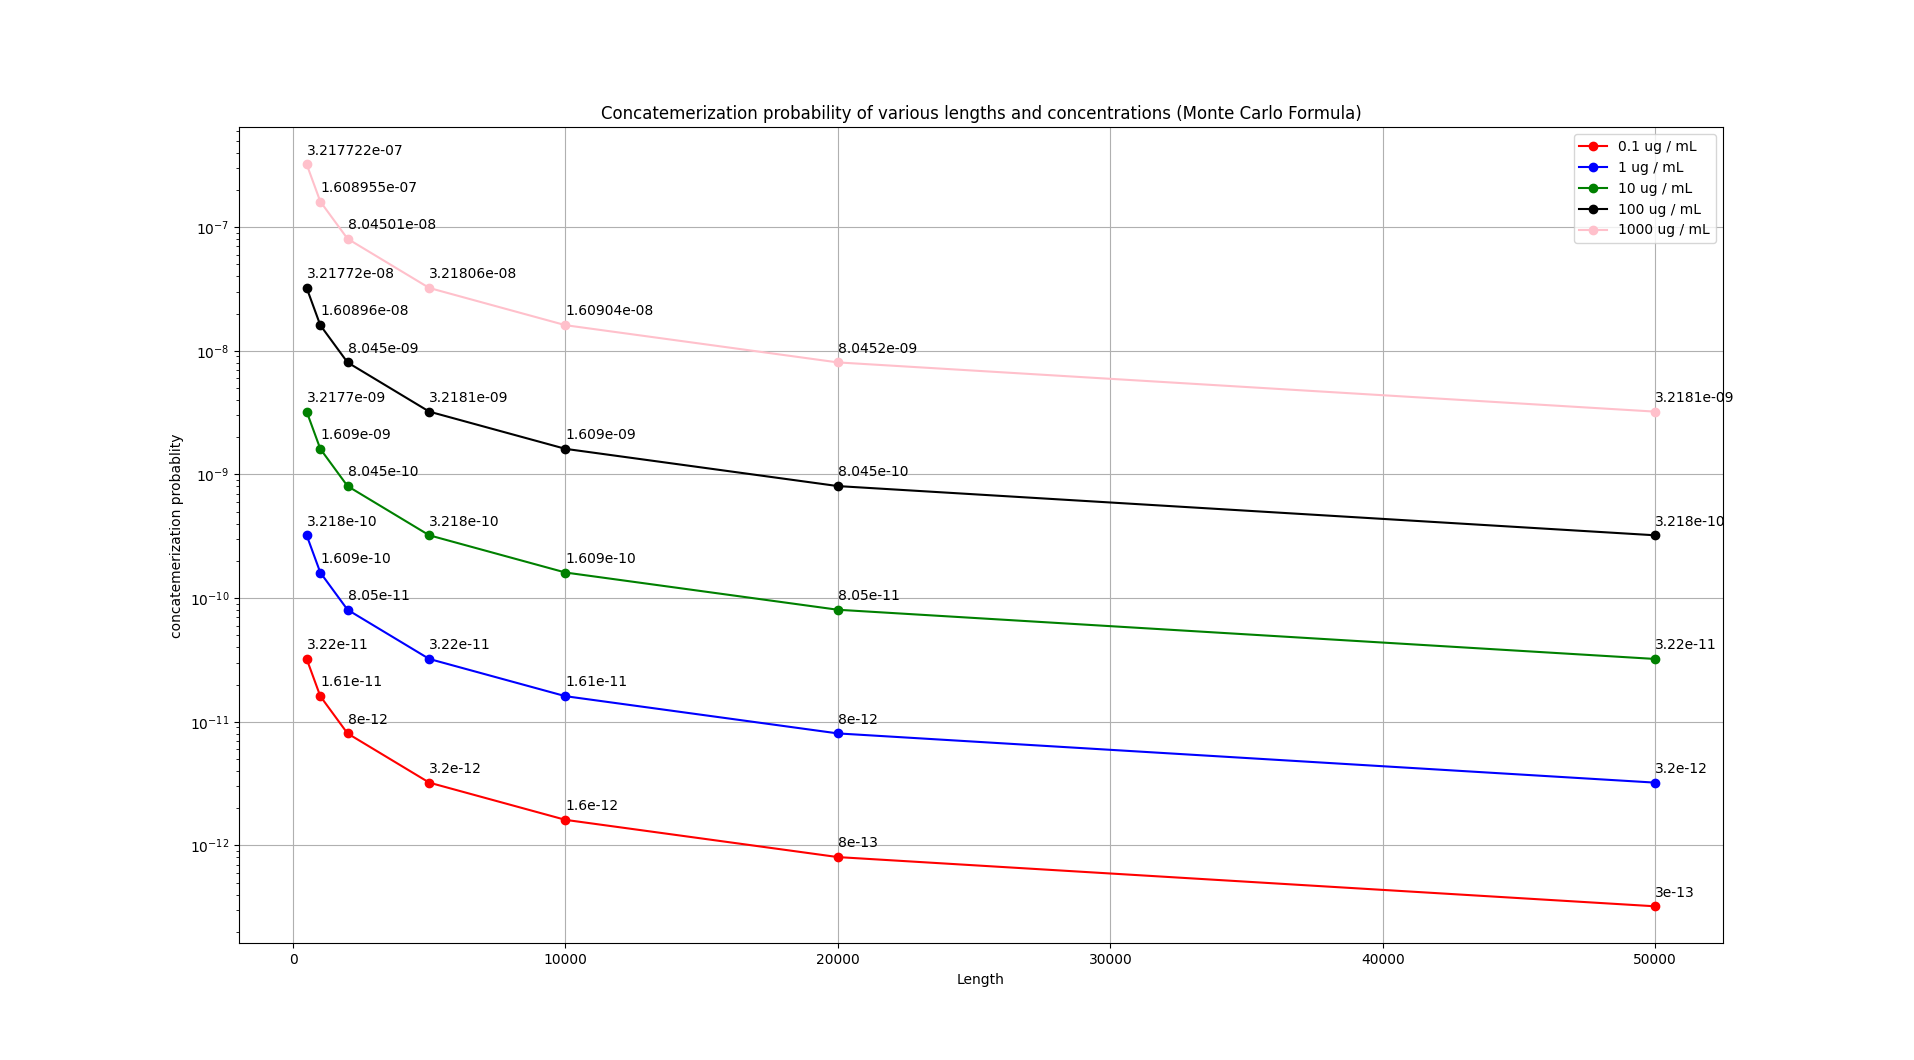 Concatemerization probability of various lengths and concentrations (Monte Carlo Formula)
0.1 ug / mL
1 ug / mL
10 ug / mL
100 ug / mL
1000 ug / mL
3.217722e-07
1.608955e-07
8.04501e-08
3.21806e-08
1.60904e-08
8.0452e-09
3.2181e-09
3.21772e-08
1.60896e-08
8.045e-09
3.2181e-09
1.609e-09
8.045e-10
3.218e-10
3.2177e-09
1.609e-09
8.045e-10
3.218e-10
1.609e-10
8.05e-11
3.22e-11
3.218e-10
1.609e-10
8.05e-11
3.22e-11
1.61e-11
8e-12
3.2e-12
3.22e-11
1.61e-11
8e-12
3.2e-12
1.6e-12
8e-13
3e-13
10⁻⁷
10⁻⁸
10⁻⁹
10⁻¹⁰
10⁻¹¹
10⁻¹²
concatemerization probablity
0 10000 20000 30000 40000 50000
Length